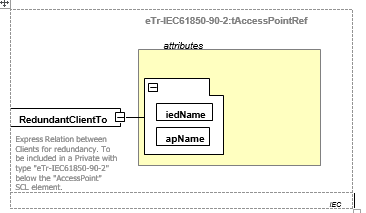 eTr-IEC61850-90-2:tAccessPointRef
attributes
iedName
RedundantClientTo
apName
Express Relation between
Clients for redundancy. To
be included in a Private with
type "eTr-IEC61850-90-2"
below the "AccessPoint"
SCL element.
IEC